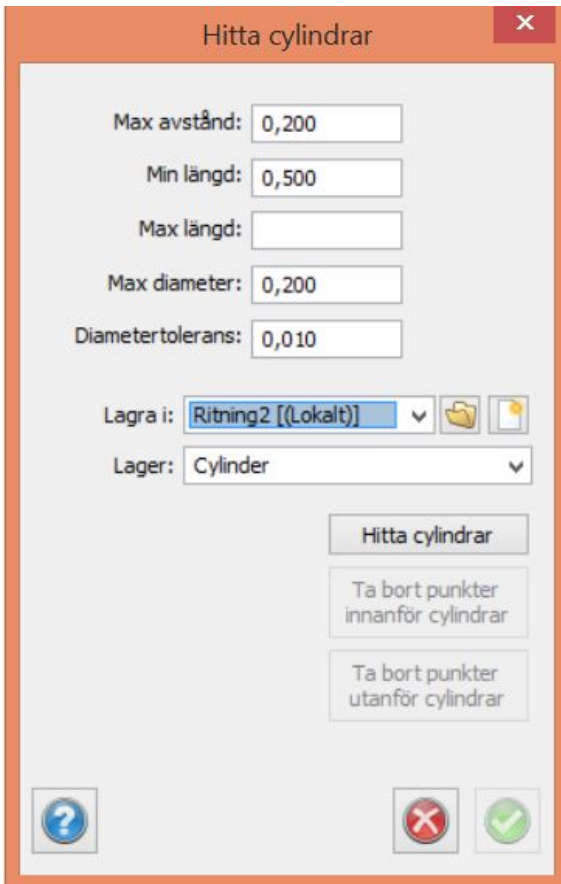 Hitta cylindrar
Max avstånd: 0,200
Min längd: 0,500
Max längd:
Max diameter: 0,200
Diametertolerans: 0,010
Lagra i: Ritning2 [(Lokalt)]
Lager: Cylinder
Hitta cylindrar
Ta bort punkter
innanför cylindrar
Ta bort punkter
utanför cylindrar